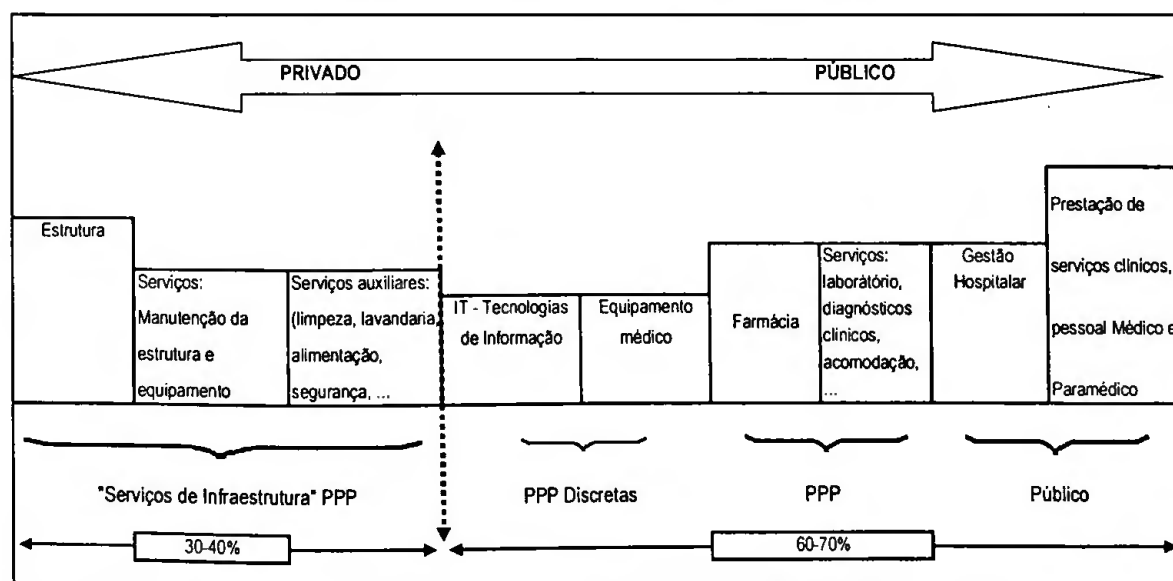 PRIVADO
PÚBLICO
Estrutura
Serviços:
Manutenção da
estrutura e
equipamento
Serviços auxiliares:
(limpeza, lavandaria,
alimentação,
segurança, ...
IT - Tecnologias
de Informação
Equipamento
médico
Farmácia
Serviços:
laboratório,
diagnósticos
clínicos,
acomodação,
...
Gestão
Hospitalar
Prestação de
serviços clínicos,
pessoal Médico e
Paramédico
"Serviços de Infraestrutura" PPP
PPP Discretas
PPP
Público
30-40%
60-70%